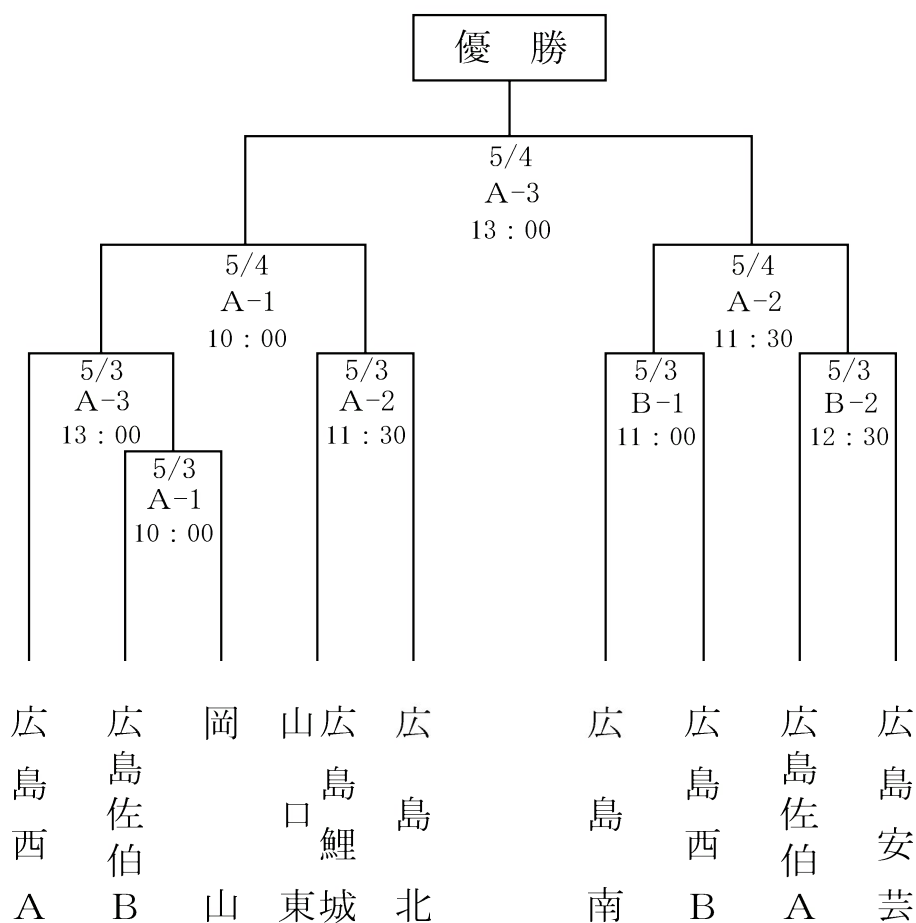 優 勝
5/4
A-3
13:00
5/4
A-1
10:00
5/4
A-2
11:30
5/3
A-3
13:00
5/3
A-2
11:30
5/3
B-1
11:00
5/3
B-2
12:30
5/3
A-1
10:00
広島西A
広島佐伯B
岡山
山口東
広島鯉城
広島北
広島南
広島西B
広島佐伯A
広島安芸